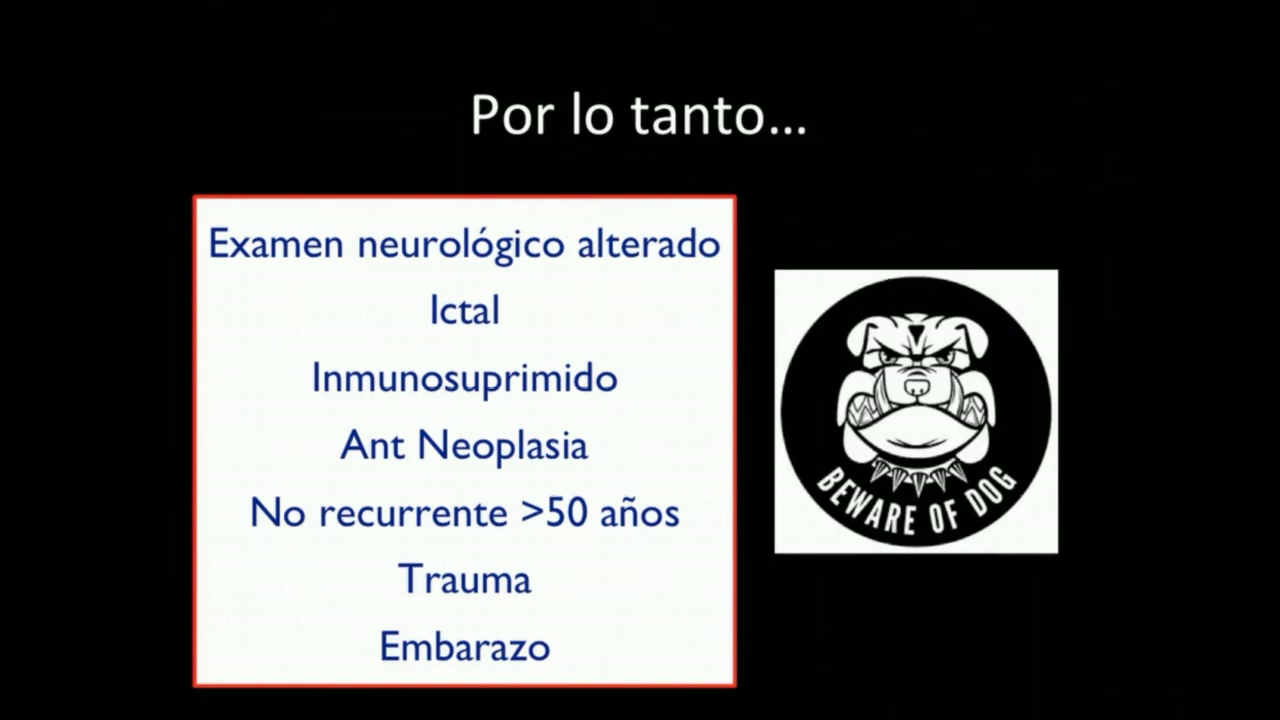 Por lo tanto...
Examen neurológico alterado
Ictal
Inmunosuprimido
Ant Neoplasia
No recurrente >50 años
Trauma
Embarazo
BEWARE OF DOG